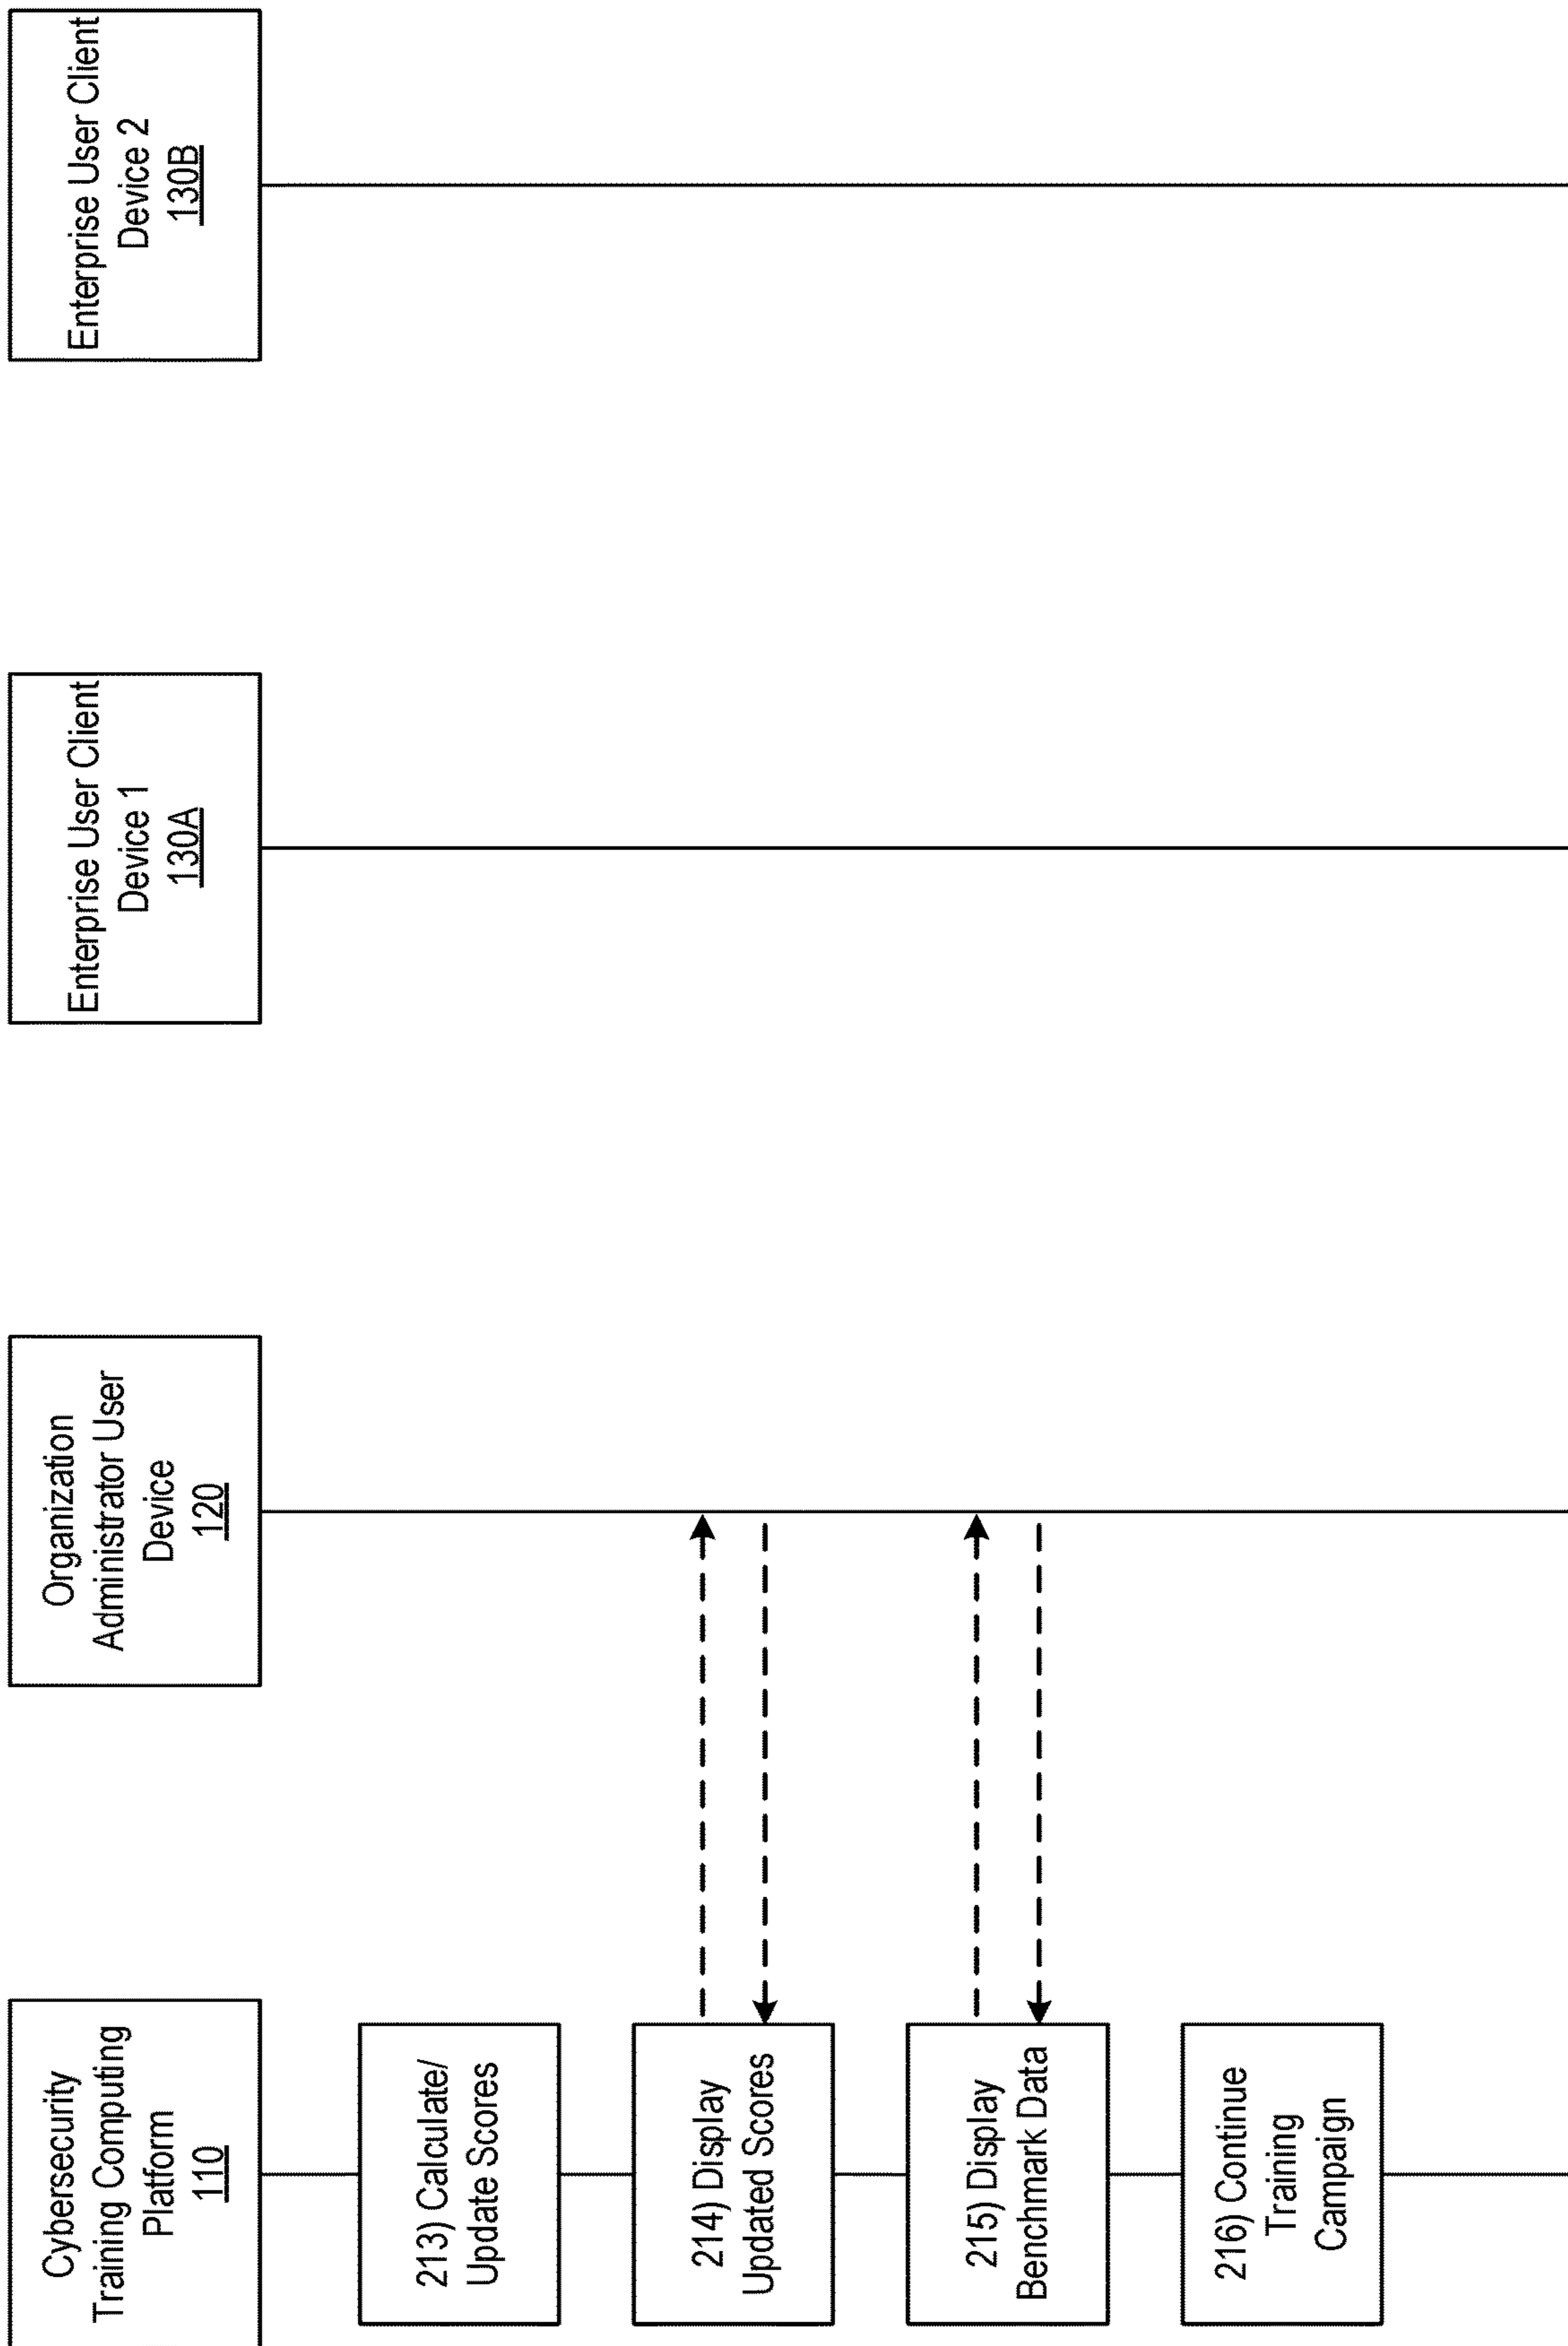 Cybersecurity
Training Computing
Platform
110
Organization
Administrator User
Device
120
Enterprise User Client
Device 1
130A
Enterprise User Client
Device 2
130B
213) Calculate/
Update Scores
214) Display
Updated Scores
215) Display
Benchmark Data
216) Continue
Training
Campaign